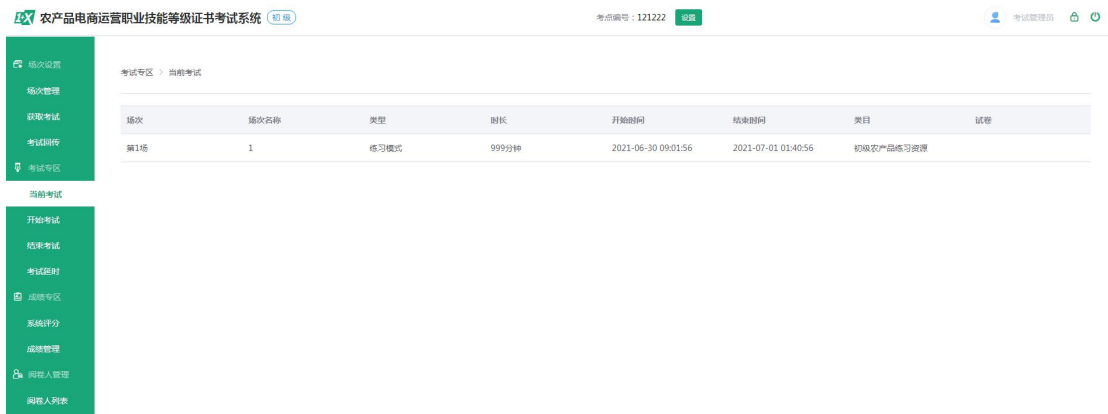 农产品电商运营职业技能等级证书考试系统 初级 考点编号：121222 设置 考试管理员
场次设置
场次管理
获取考试
考试回传
考试专区
当前考试
开始考试
结束考试
考试延时
成绩专区
系统评分
成绩管理
阅卷人管理
阅卷人列表
考试专区 > 当前考试
场次 场次名称 类型 时长 开始时间 结束时间 类目 试卷
第1场 1 练习模式 999分钟 2021-06-30 09:01:56 2021-07-01 01:40:56 初级农产品练习资源